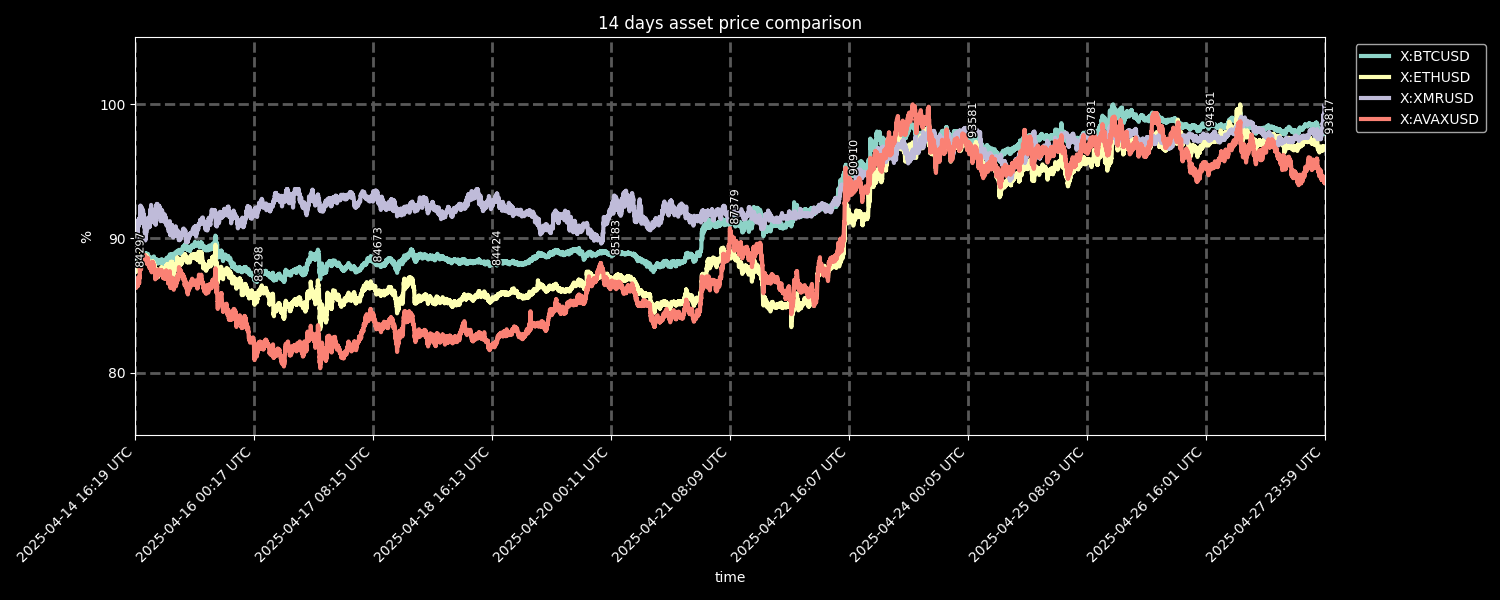 14 days asset price comparison
X:BTCUSD
X:ETHUSD
X:XMRUSD
X:AVAXUSD
100
90
80
%
83298
84673
84424
85183
87379
90910
93581
93781
94361
93817
2025-04-14 16:19 UTC
2025-04-16 00:17 UTC
2025-04-17 08:15 UTC
2025-04-18 16:13 UTC
2025-04-20 00:11 UTC
2025-04-21 08:09 UTC
2025-04-22 16:07 UTC
2025-04-24 00:05 UTC
2025-04-25 08:03 UTC
2025-04-26 16:01 UTC
2025-04-27 23:59 UTC
time